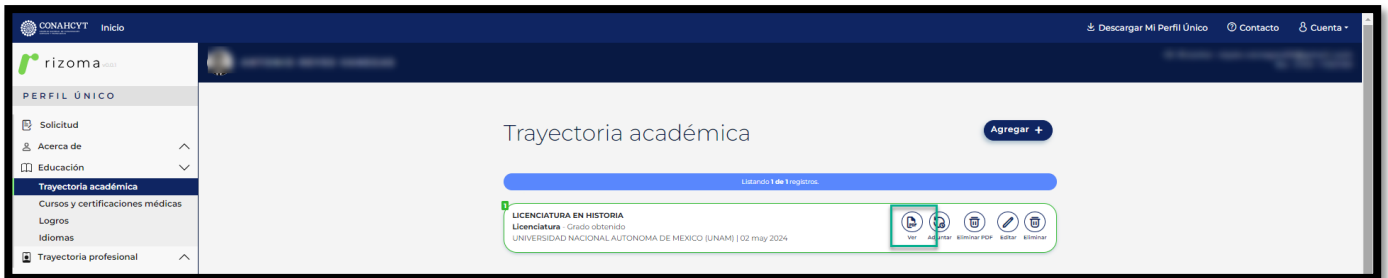 CONAHCYT Inicio Descargar Mi Perfil Único Contacto Cuenta
rizoma
PERFIL ÚNICO
Solicitud
Acerca de
Educación
Trayectoria académica
Cursos y certificaciones médicas
Logros
Idiomas
Trayectoria profesional
Trayectoria académica
Agregar +
Listando 1 de 1 registros.
1
LICENCIATURA EN HISTORIA
Licenciatura - Grado obtenido
UNIVERSIDAD NACIONAL AUTONOMA DE MEXICO (UNAM) | 02 may 2024
Ver Adjuntar Eliminar PDF Editar Eliminar